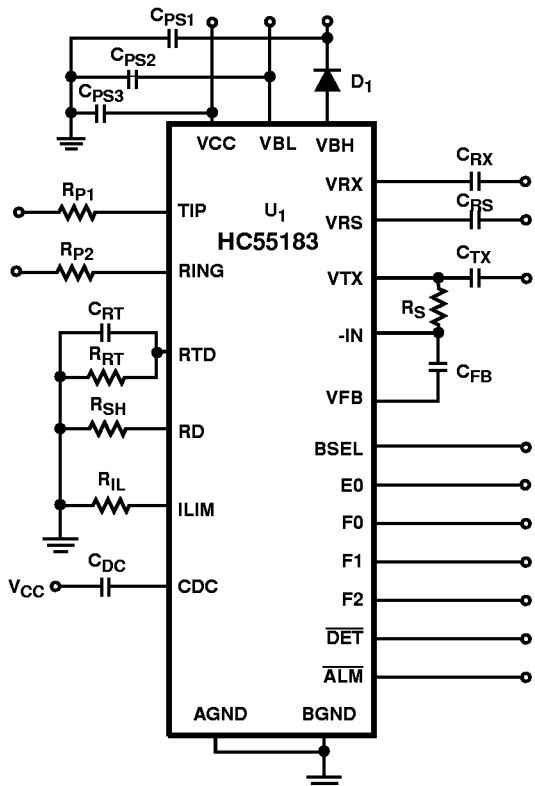 CPS1
CPS2
D1
CPS3
VCC VBL VBH
CRX
VRX
RP1
CRS
TIP
U1
VRS
HC55183
RP2
RING
VTX
CTX
RS
CRT
-IN
RTD
RRT
CFB
VFB
RSH
RD
BSEL
RIL
E0
ILIM
F0
CDC
F1
VCC
CDC
F2
DET
ALM
AGND BGND